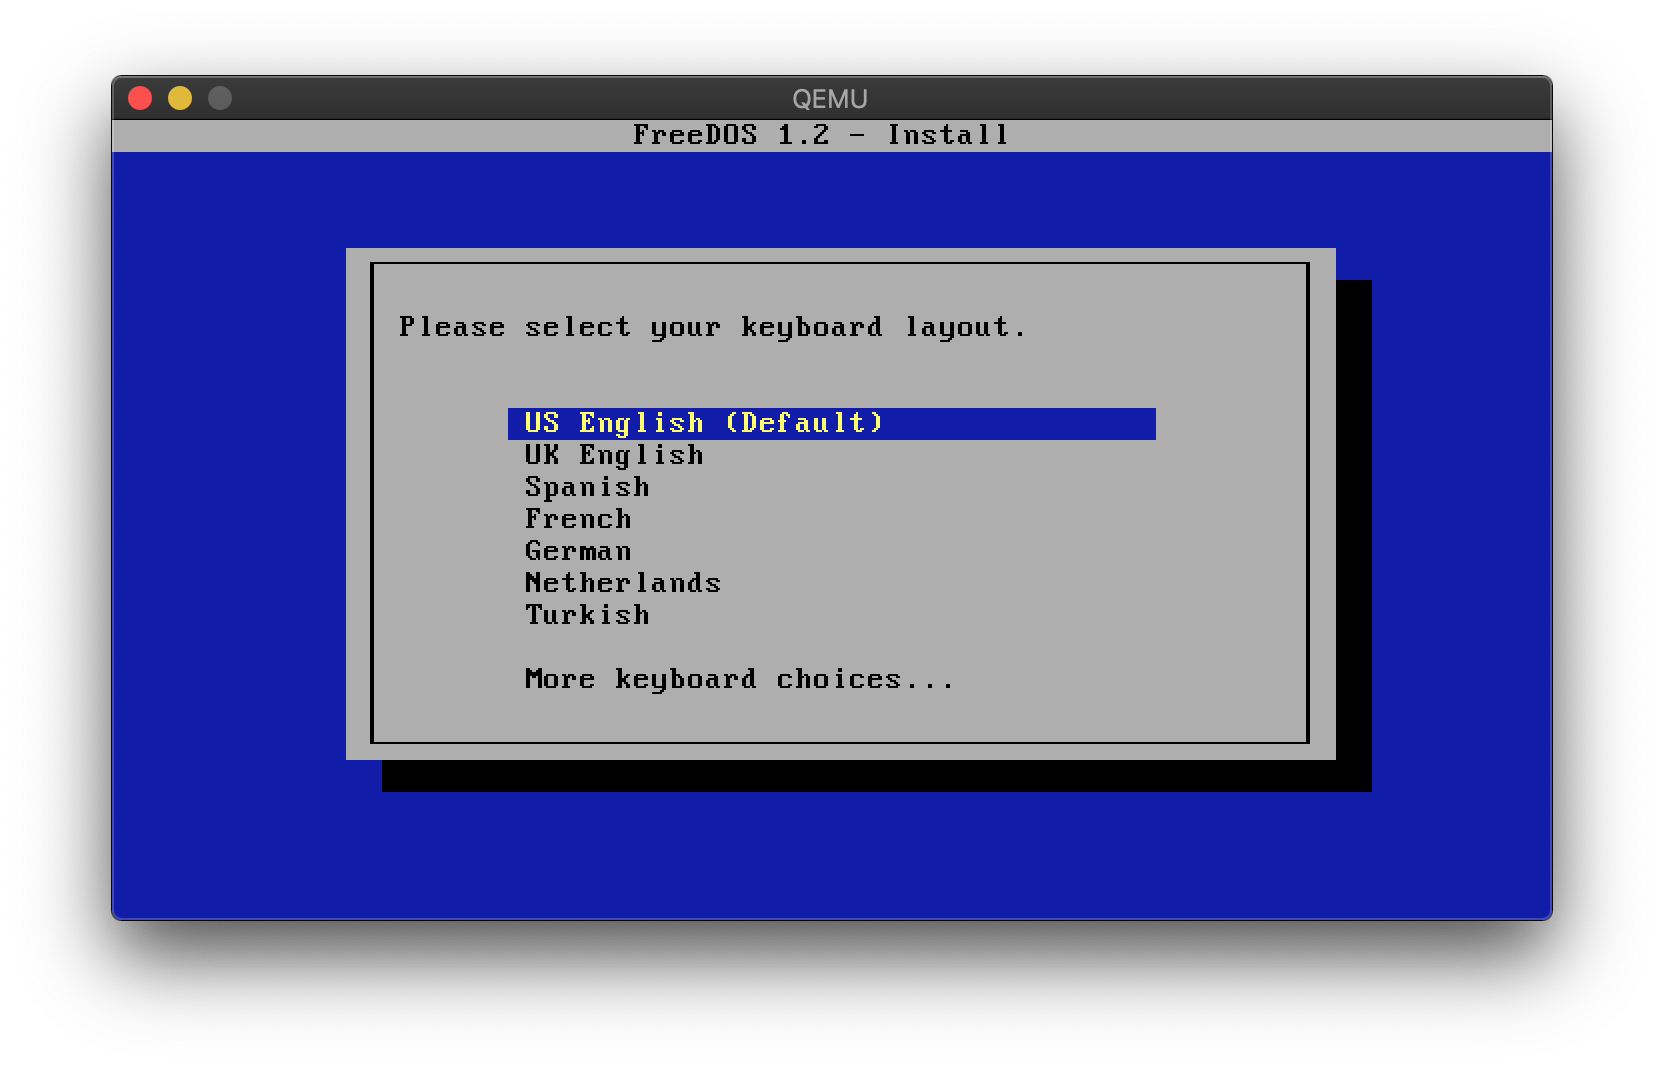 QEMU
FreeDOS 1.2 - Install
Please select your keyboard layout.
US English (Default)
UK English
Spanish
French
German
Netherlands
Turkish
More keyboard choices...